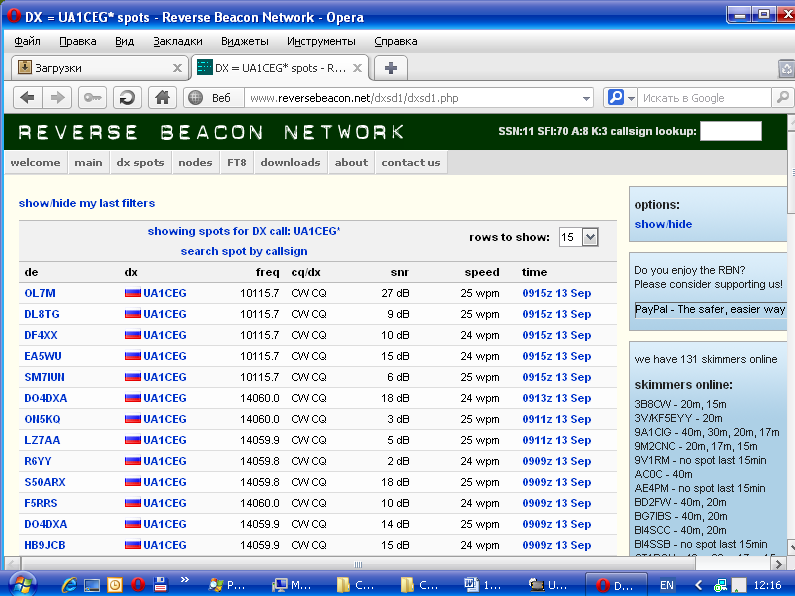 DX = UA1CEG* spots - Reverse Beacon Network - Opera
Файл Правка Вид Закладки Виджеты Инструменты Справка
Загрузки DX = UA1CEG* spots - R...
Веб www.reversebeacon.net/dxsd1/dxsd1.php Искать в Google
REVERSE BEACON NETWORK SSN:11 SFI:70 A:8 K:3 callsign lookup:
welcome main dx spots nodes FT8 downloads about contact us
show/hide my last filters
showing spots for DX call: UA1CEG*
search spot by callsign
rows to show: 15
de dx freq cq/dx snr speed time
OL7M UA1CEG 10115.7 CW CQ 27 dB 25 wpm 0915z 13 Sep
DL8TG UA1CEG 10115.7 CW CQ 9 dB 25 wpm 0915z 13 Sep
DF4XX UA1CEG 10115.7 CW CQ 10 dB 24 wpm 0915z 13 Sep
EA5WU UA1CEG 10115.7 CW CQ 15 dB 24 wpm 0915z 13 Sep
SM7IUN UA1CEG 10115.7 CW CQ 6 dB 25 wpm 0915z 13 Sep
DO4DXA UA1CEG 14060.0 CW CQ 18 dB 24 wpm 0913z 13 Sep
ON5KQ UA1CEG 14060.0 CW CQ 3 dB 25 wpm 0911z 13 Sep
LZ7AA UA1CEG 14059.9 CW CQ 5 dB 25 wpm 0911z 13 Sep
R6YY UA1CEG 14059.8 CW CQ 2 dB 24 wpm 0909z 13 Sep
S50ARX UA1CEG 14059.8 CW CQ 18 dB 25 wpm 0909z 13 Sep
F5RRS UA1CEG 14060.0 CW CQ 10 dB 24 wpm 0909z 13 Sep
DO4DXA UA1CEG 14059.9 CW CQ 14 dB 25 wpm 0909z 13 Sep
HB9JCB UA1CEG 14059.9 CW CQ 15 dB 24 wpm 0909z 13 Sep
options:
show/hide
Do you enjoy the RBN?
Please consider supporting us!
PayPal - The safer, easier way
we have 131 skimmers online
skimmers online:
3B8CW - 20m, 15m
3V/KF5EYY - 20m
9A1CIG - 40m, 30m, 20m, 17m
9M2CNC - 20m, 17m, 15m
9V1RM - no spot last 15min
AC0C - 40m
AE4PM - no spot last 15min
BD2FW - 40m, 20m
BG7IBS - 40m, 20m
BI4SCC - 40m, 20m
BI4SSB - no spot last 15min
P... M... C... C... 1... U... D... EN 12:16